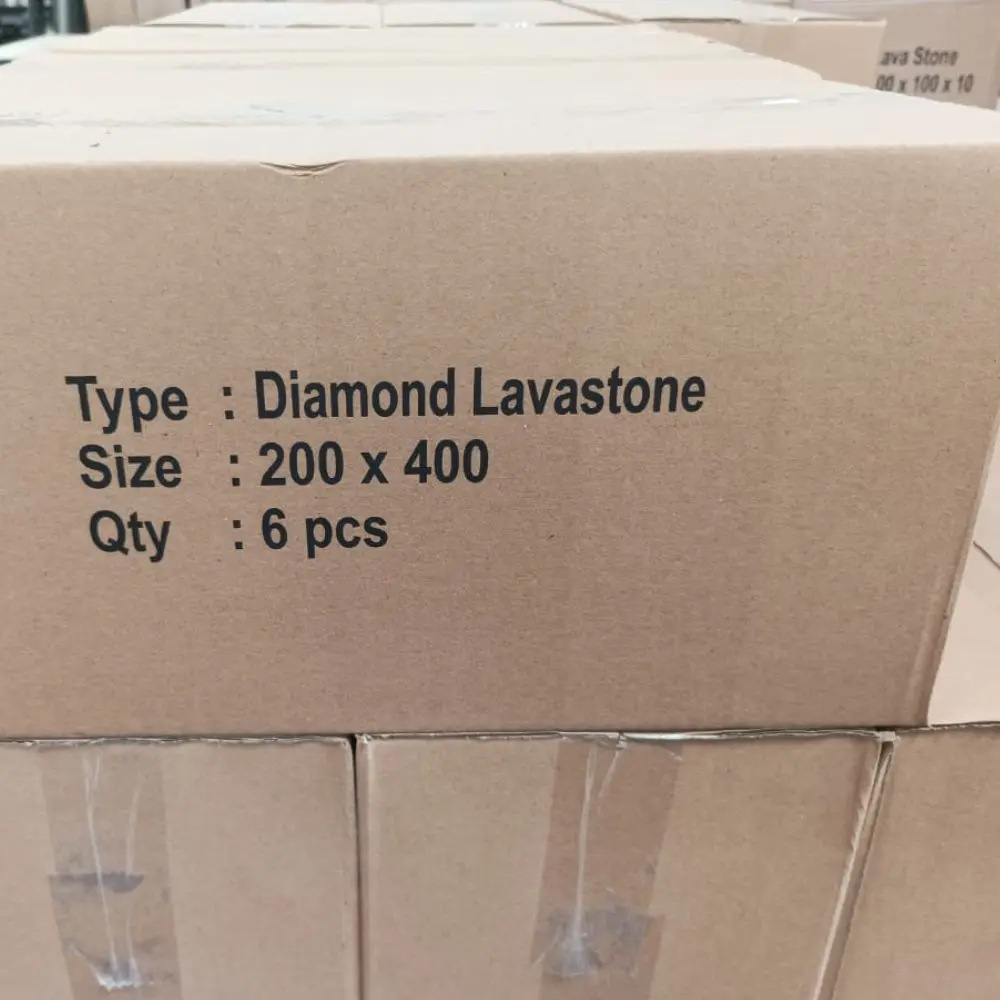 ava Stone
00 x 100 x 10
Type : Diamond Lavastone
Size : 200 x 400
Qty : 6 pcs